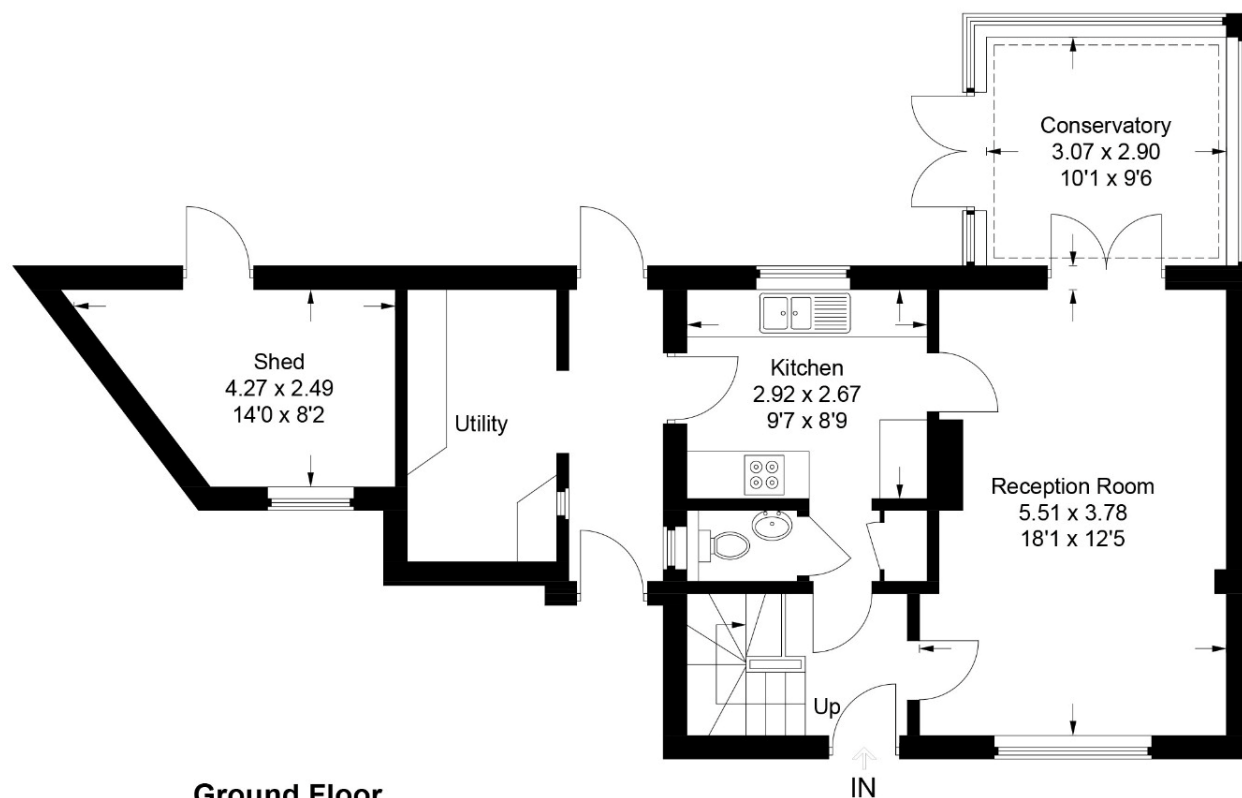 Conservatory
3.07 x 2.90
10'1 x 9'6
Shed
4.27 x 2.49
14'0 x 8'2
Utility
Kitchen
2.92 x 2.67
9'7 x 8'9
Reception Room
5.51 x 3.78
18'1 x 12'5
Up
IN
Ground Floor